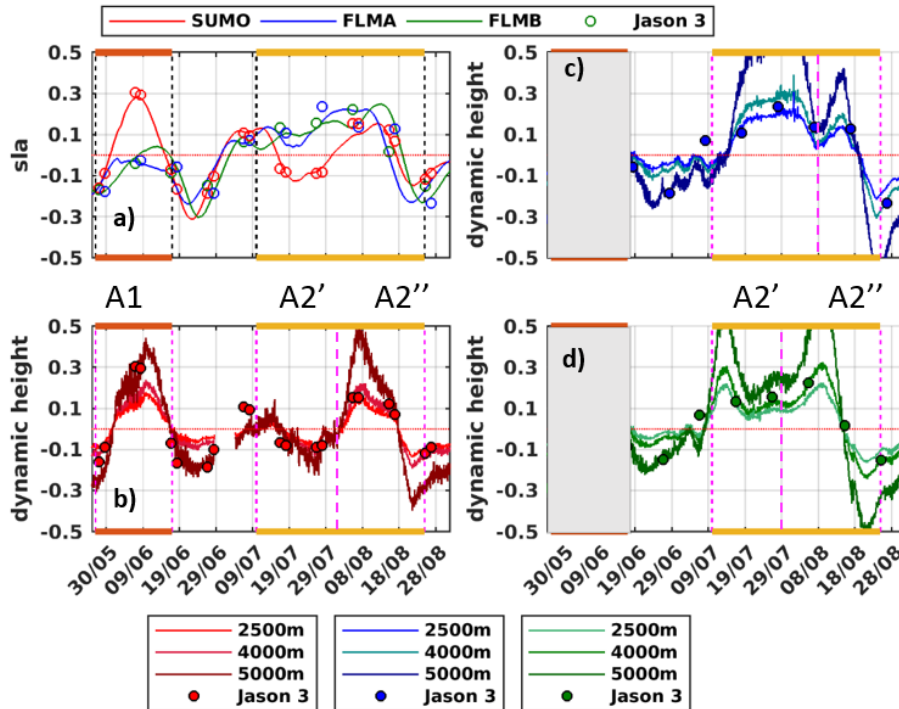 SUMO FLMA FLMB Jason 3
sla
0.5
0.3
0.1
-0.1
-0.3
-0.5
a)
dynamic height
0.5
0.3
0.1
-0.1
-0.3
-0.5
c)
A1 A2' A2'' A2' A2''
dynamic height
0.5
0.3
0.1
-0.1
-0.3
-0.5
b)
30/05 09/06 19/06 29/06 09/07 19/07 29/07 08/08 18/08 28/08
dynamic height
0.5
0.3
0.1
-0.1
-0.3
-0.5
d)
30/05 09/06 19/06 29/06 09/07 19/07 29/07 08/08 18/08 28/08
2500m 2500m 2500m
4000m 4000m 4000m
5000m 5000m 5000m
Jason 3 Jason 3 Jason 3